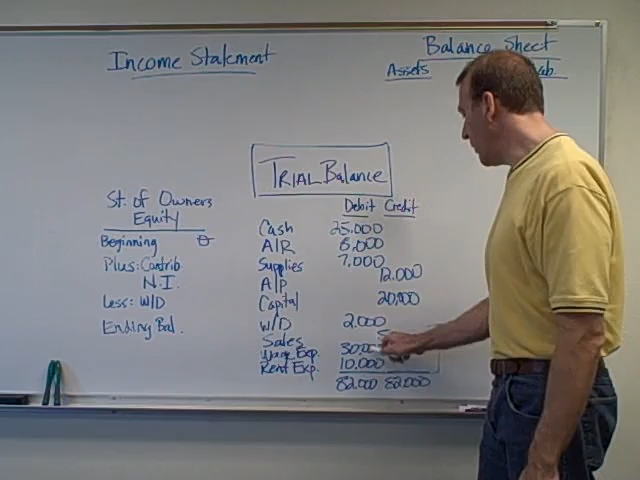 Income Statement
Balance Sheet
Assets
TRIAL Balance
St. of Owners
Equity
Beginning 0
Plus: Contrib
N.I.
Less: W/D
Ending Bal.
Debit Credit
Cash 25,000
A/R 8,000
Supplies 7,000
A/P 12,000
Capital 20,000
W/D 2,000
Sales
Wage Exp.
Rent Exp. 10,000
82,000 82,000